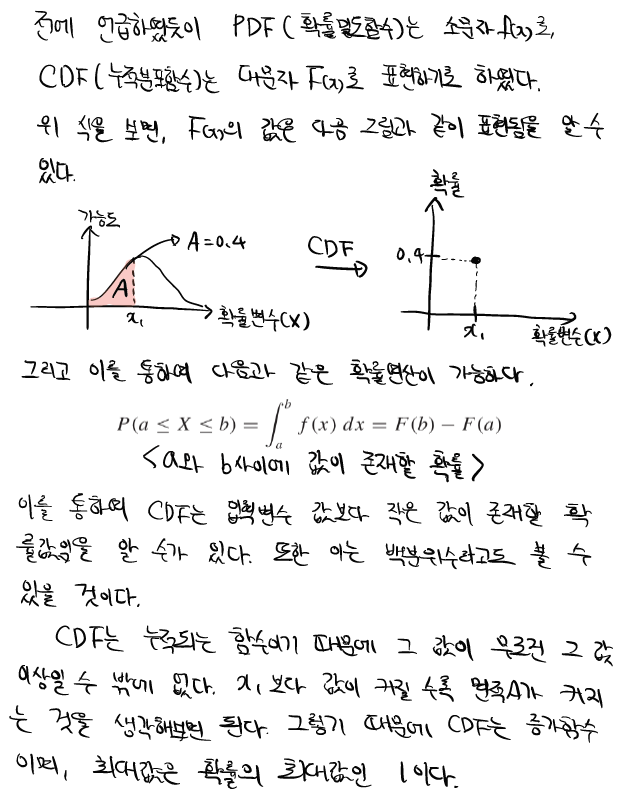 전에 언급하였듯이 PDF(확률밀도함수)는 소문자 f(x)로,
CDF(누적분포함수)는 대문자 F(x)로 표현하기로 하였다.
위 식을 보면, F(x)의 값은 다음 그림과 같이 표현됨을 알 수
있다.
가능도
A=0.4
A
x₁
확률변수(X)
CDF
확률
0.4
x₁
확률변수(X)
그리고 이를 통하여 다음과 같은 확률연산이 가능하다.
P(a ≤ X ≤ b) = ∫_a^b f(x) dx = F(b) − F(a)
<a와 b사이에 값이 존재할 확률>
이를 통하여 CDF는 입력변수 값보다 작은 값이 존재할 확
률값임을 알 수가 있다. 또한 이는 백분위수라고도 볼 수
있을 것이다.
CDF는 누적되는 함수이기 때문에 그 값이 무조건 그 값
이상일 수 밖에 없다. x₁보다 값이 커질 수록 면적A가 커지
는 것을 생각해보면 된다. 그렇기 때문에 CDF는 증가함수
이며, 최대값은 확률의 최대값인 1이다.